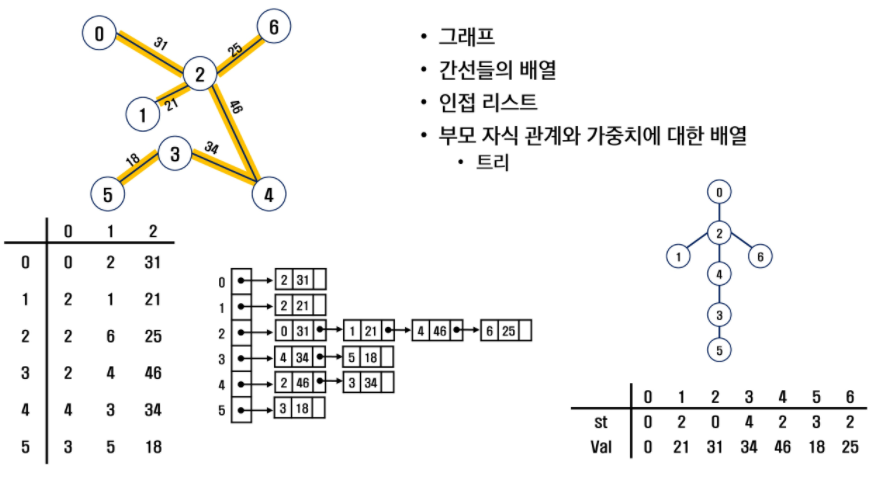 • 그래프
• 간선들의 배열
• 인접 리스트
• 부모 자식 관계와 가중치에 대한 배열
• 트리
0
6
31
25
2
1
21
46
3
34
18
5
4
0 1 2
0 0 2 31
1 2 1 21
2 2 6 25
3 2 4 46
4 4 3 34
5 3 5 18
0 2 31
1 2 21
2 0 31 1 21 4 46 6 25
3 4 34 5 18
4 2 46 3 34
5 3 18
0
2
1 6
4
3
5
0 1 2 3 4 5 6
st 0 2 0 4 2 3 2
Val 0 21 31 34 46 18 25